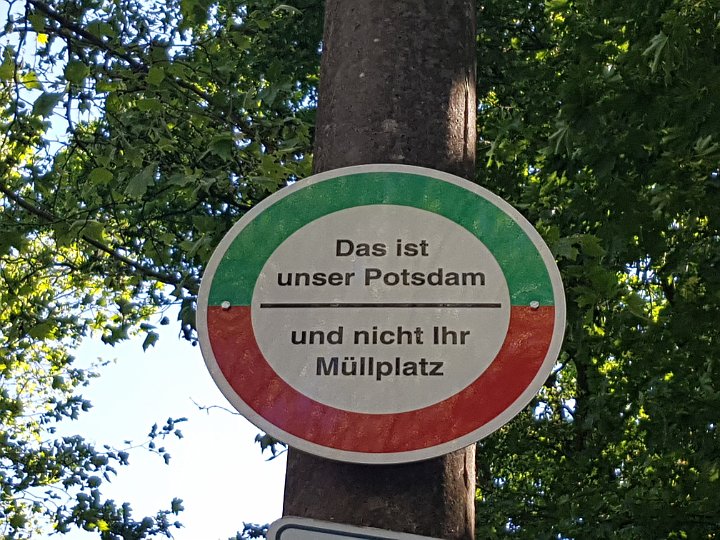 Das ist
unser Potsdam
und nicht Ihr
Müllplatz